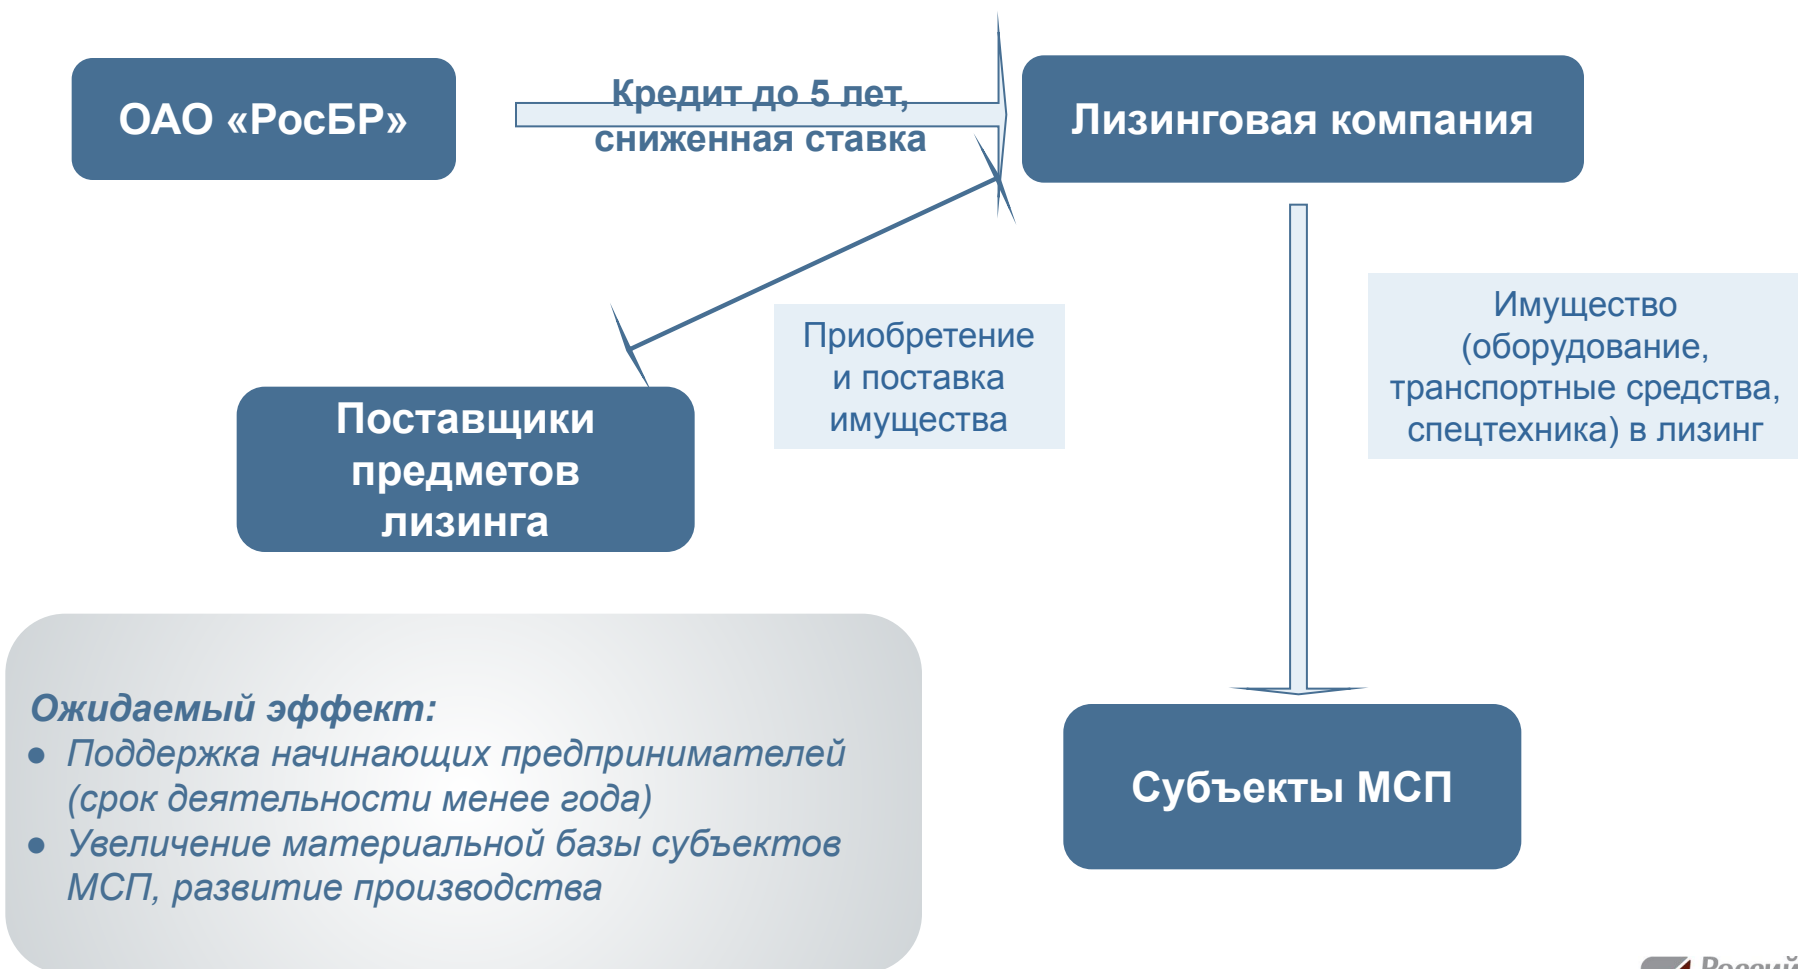 ОАО «РосБР»
Кредит до 5 лет,
сниженная ставка
Лизинговая компания
Приобретение
и поставка
имущества
Имущество
(оборудование,
транспортные средства,
спецтехника) в лизинг
Поставщики
предметов
лизинга
Ожидаемый эффект:
● Поддержка начинающих предпринимателей
(срок деятельности менее года)
● Увеличение материальной базы субъектов
МСП, развитие производства
Субъекты МСП